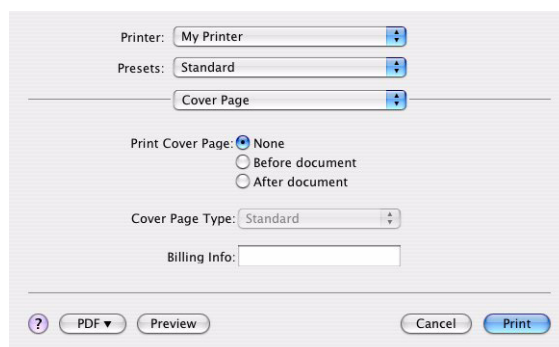 Printer: My Printer
Presets: Standard
Cover Page
Print Cover Page: None
Before document
After document
Cover Page Type: Standard
Billing Info:
? PDF ▼ Preview Cancel Print